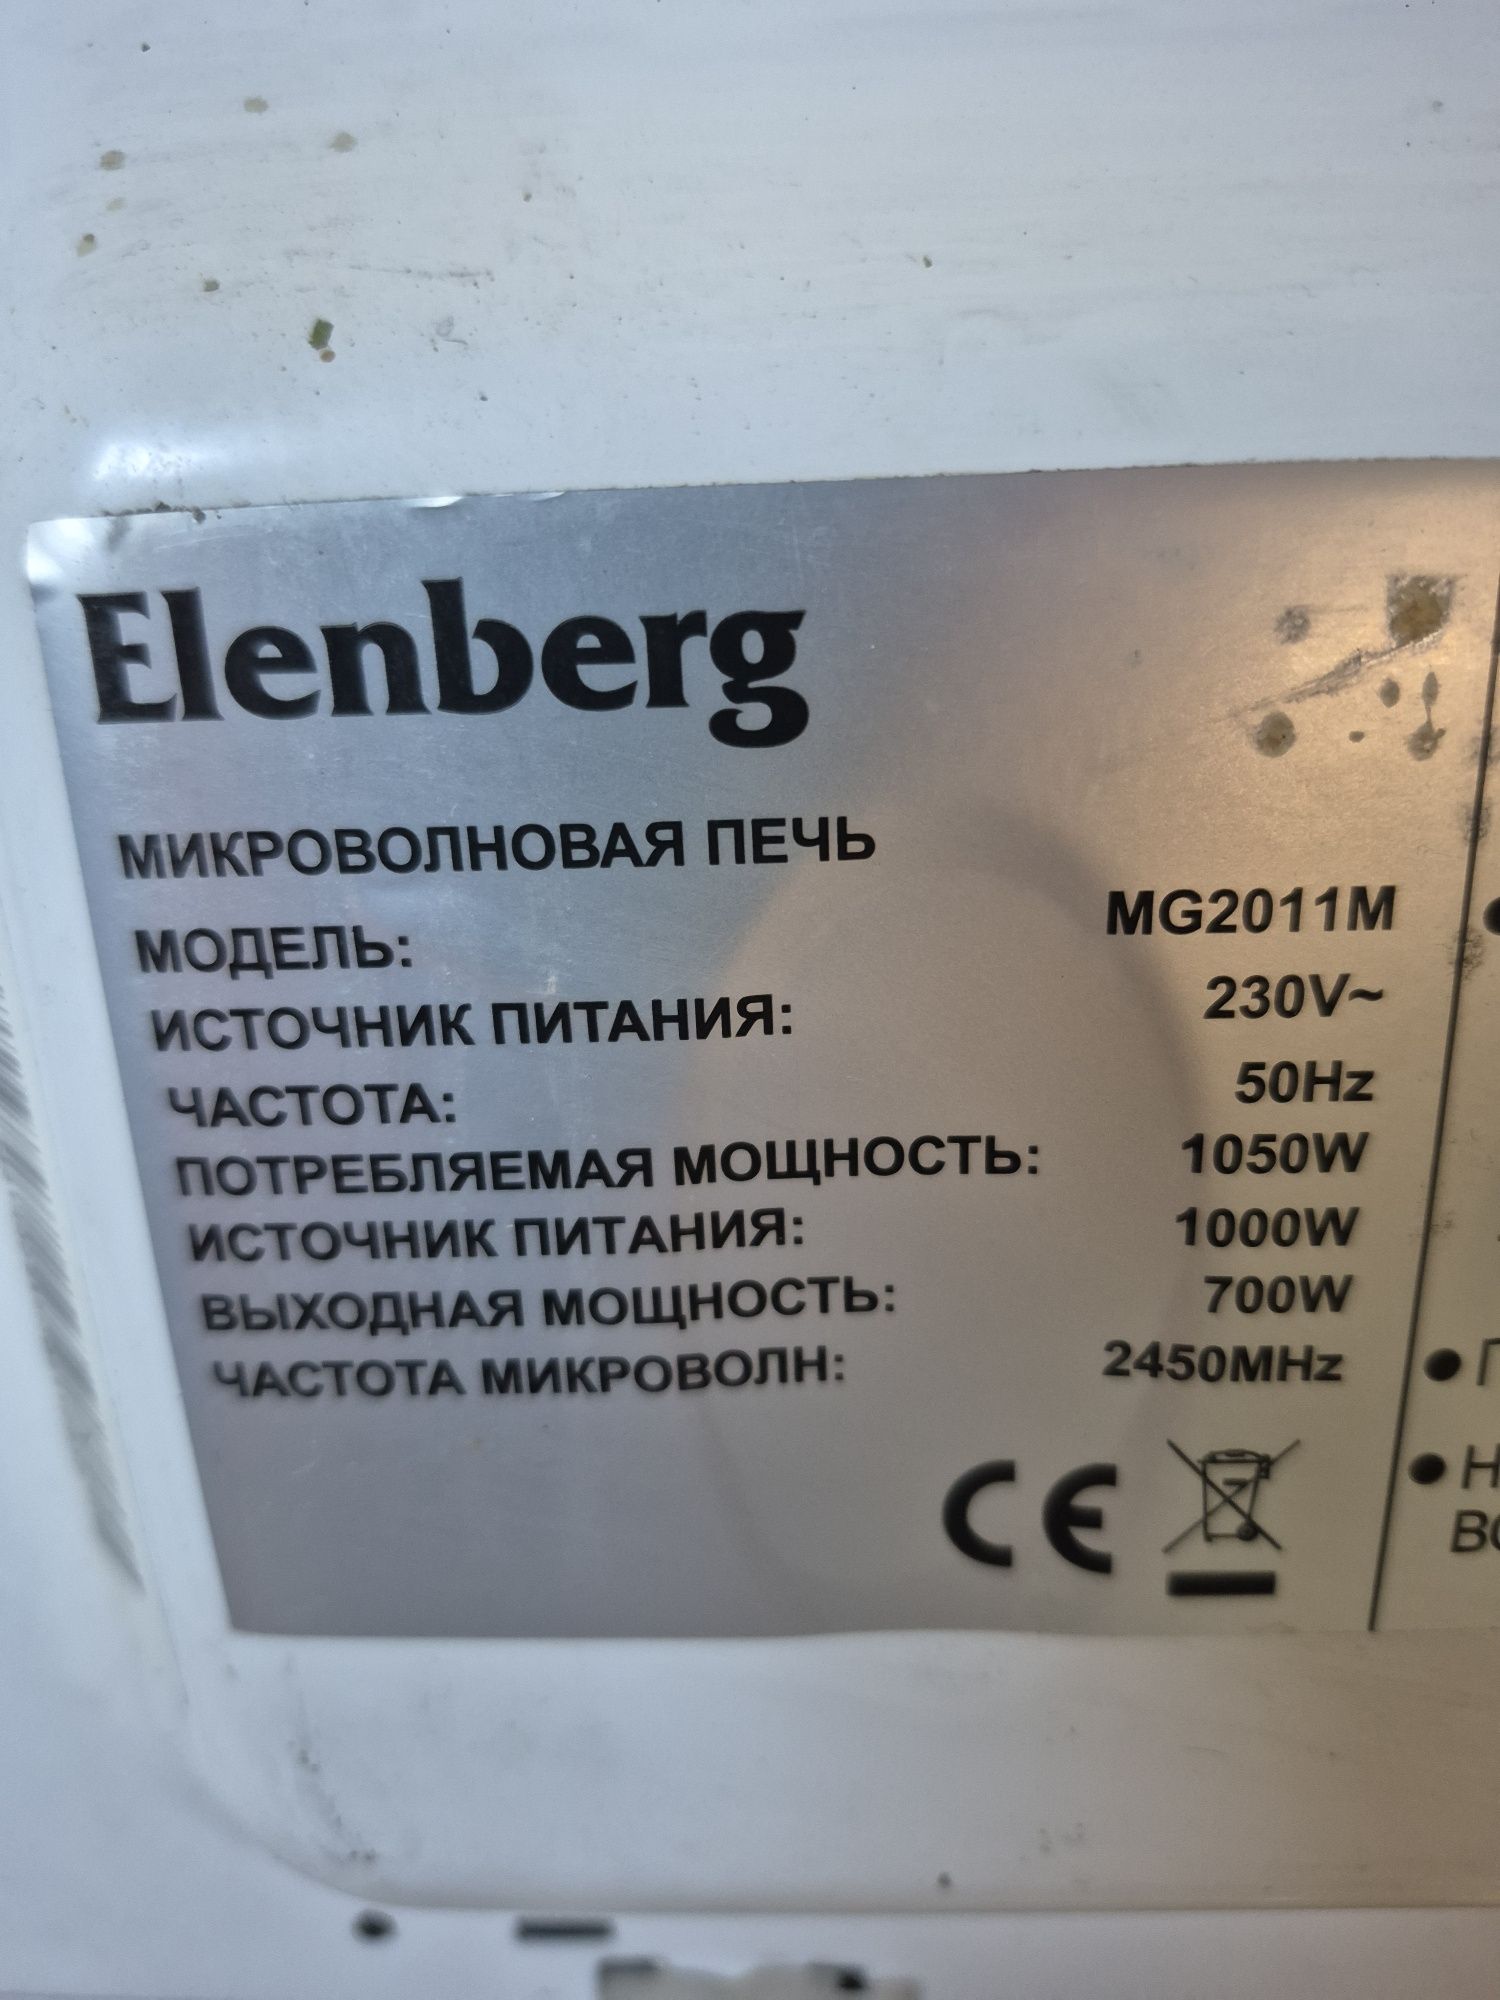 Elenberg
МИКРОВОЛНОВАЯ ПЕЧЬ
МОДЕЛЬ: MG2011M
ИСТОЧНИК ПИТАНИЯ: 230V~
ЧАСТОТА: 50Hz
ПОТРЕБЛЯЕМАЯ МОЩНОСТЬ: 1050W
ИСТОЧНИК ПИТАНИЯ: 1000W
ВЫХОДНАЯ МОЩНОСТЬ: 700W
ЧАСТОТА МИКРОВОЛН: 2450MHz
CE